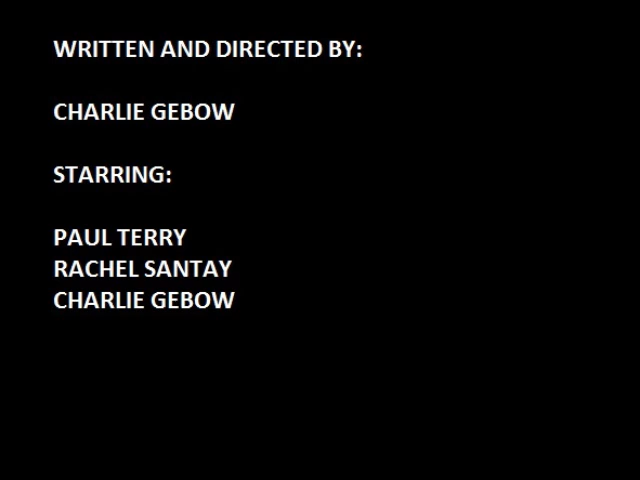 WRITTEN AND DIRECTED BY:
CHARLIE GEBOW
STARRING:
PAUL TERRY
RACHEL SANTAY
CHARLIE GEBOW